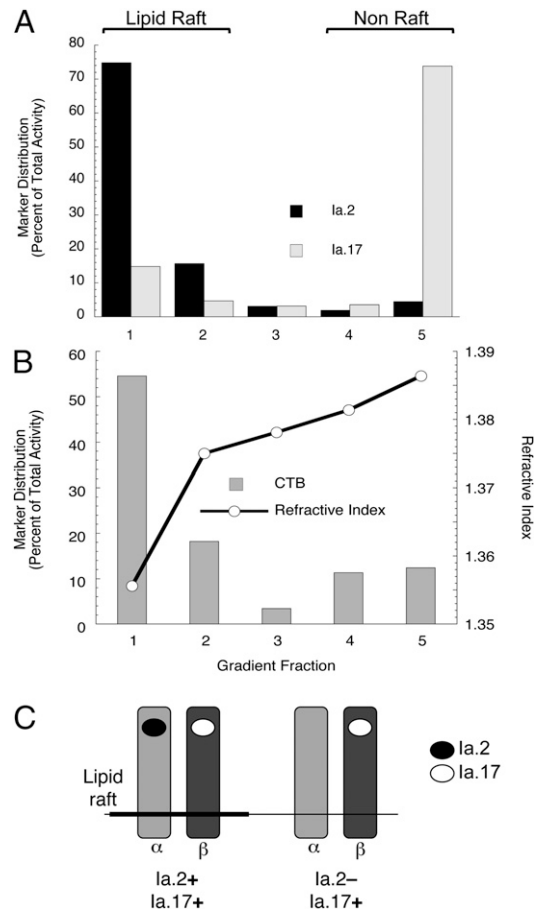 A
Lipid Raft
Non Raft
Marker Distribution
(Percent of Total Activity)
80
70
60
50
40
30
20
10
0
Ia.2
Ia.17
1 2 3 4 5
B
Marker Distribution
(Percent of Total Activity)
60
50
40
30
20
10
0
CTB
Refractive Index
1.39
1.38
1.37
1.36
1.35
Refractive Index
1 2 3 4 5
Gradient Fraction
C
Ia.2
Ia.17
Lipid
raft
α β α β
Ia.2+ Ia.2–
Ia.17+ Ia.17+